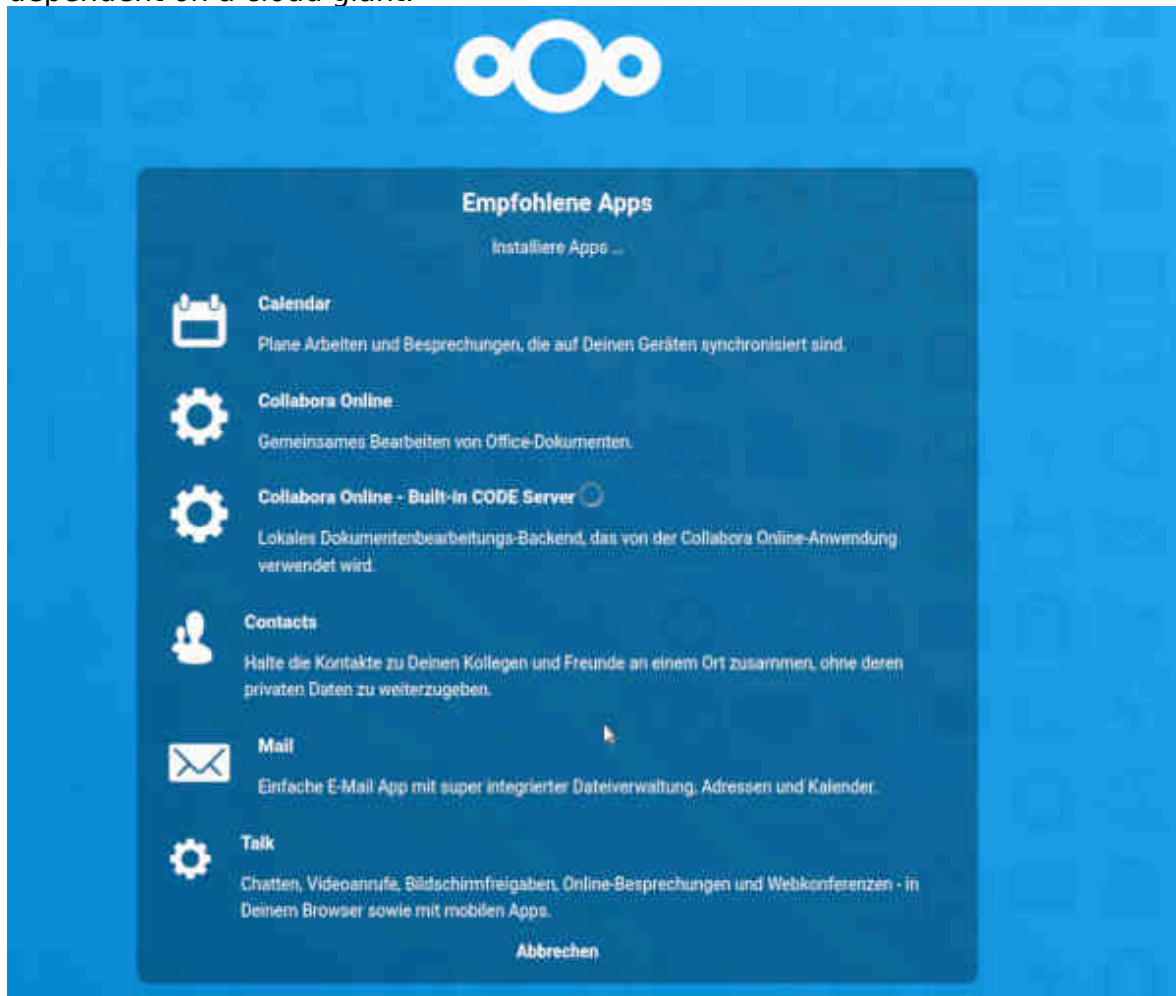 dependent on a cloud giant.
Empfohlene Apps
Installiere Apps ...
Calendar
Plane Arbeiten und Besprechungen, die auf Deinen Geräten synchronisiert sind.
Collabora Online
Gemeinsames Bearbeiten von Office-Dokumenten.
Collabora Online - Built-in CODE Server
Lokales Dokumentenbearbeitungs-Backend, das von der Collabora Online-Anwendung
verwendet wird.
Contacts
Halte die Kontakte zu Deinen Kollegen und Freunde an einem Ort zusammen, ohne deren
privaten Daten zu weiterzugeben.
Mail
Einfache E-Mail App mit super integrierter Dateiverwaltung, Adressen und Kalender.
Talk
Chatten, Videoanrufe, Bildschirmfreigaben, Online-Besprechungen und Webkonferenzen - in
Deinem Browser sowie mit mobilen Apps.
Abbrechen